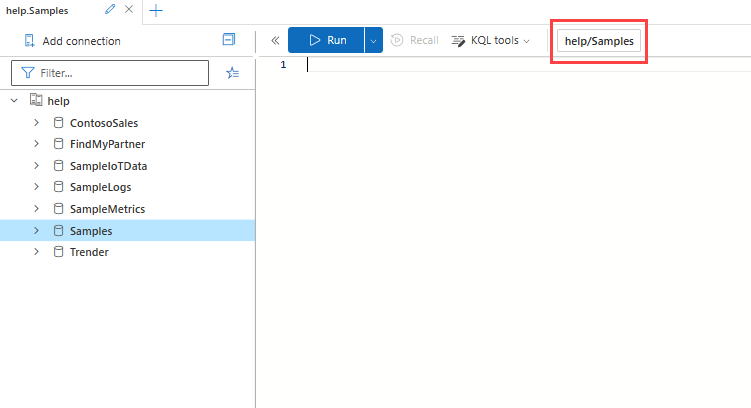 help.Samples
Add connection
Run
Recall
KQL tools
help/Samples
Filter...
1
help
ContosoSales
FindMyPartner
SampleIoTData
SampleLogs
SampleMetrics
Samples
Trender